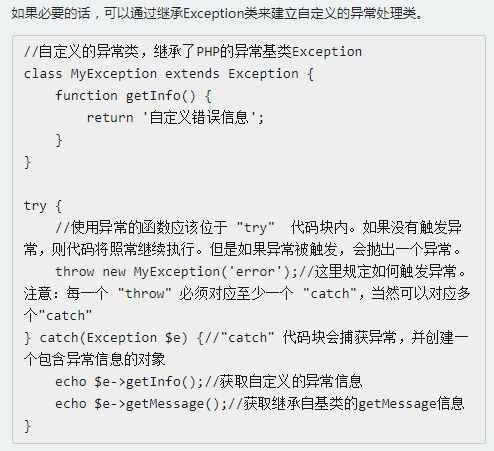 如果必要的话，可以通过继承Exception类来建立自定义的异常处理类。
//自定义的异常类，继承了PHP的异常基类Exception
class MyException extends Exception {
    function getInfo() {
        return '自定义错误信息';
    }
}

try {
    //使用异常的函数应该位于 "try"  代码块内。如果没有触发异
常，则代码将照常继续执行。但是如果异常被触发，会抛出一个异常。
    throw new MyException('error');//这里规定如何触发异常。
注意：每一个 "throw" 必须对应至少一个 "catch"，当然可以对应多
个"catch"
} catch(Exception $e) {//"catch" 代码块会捕获异常，并创建一
个包含异常信息的对象
    echo $e->getInfo();//获取自定义的异常信息
    echo $e->getMessage();//获取继承自基类的getMessage信息
}